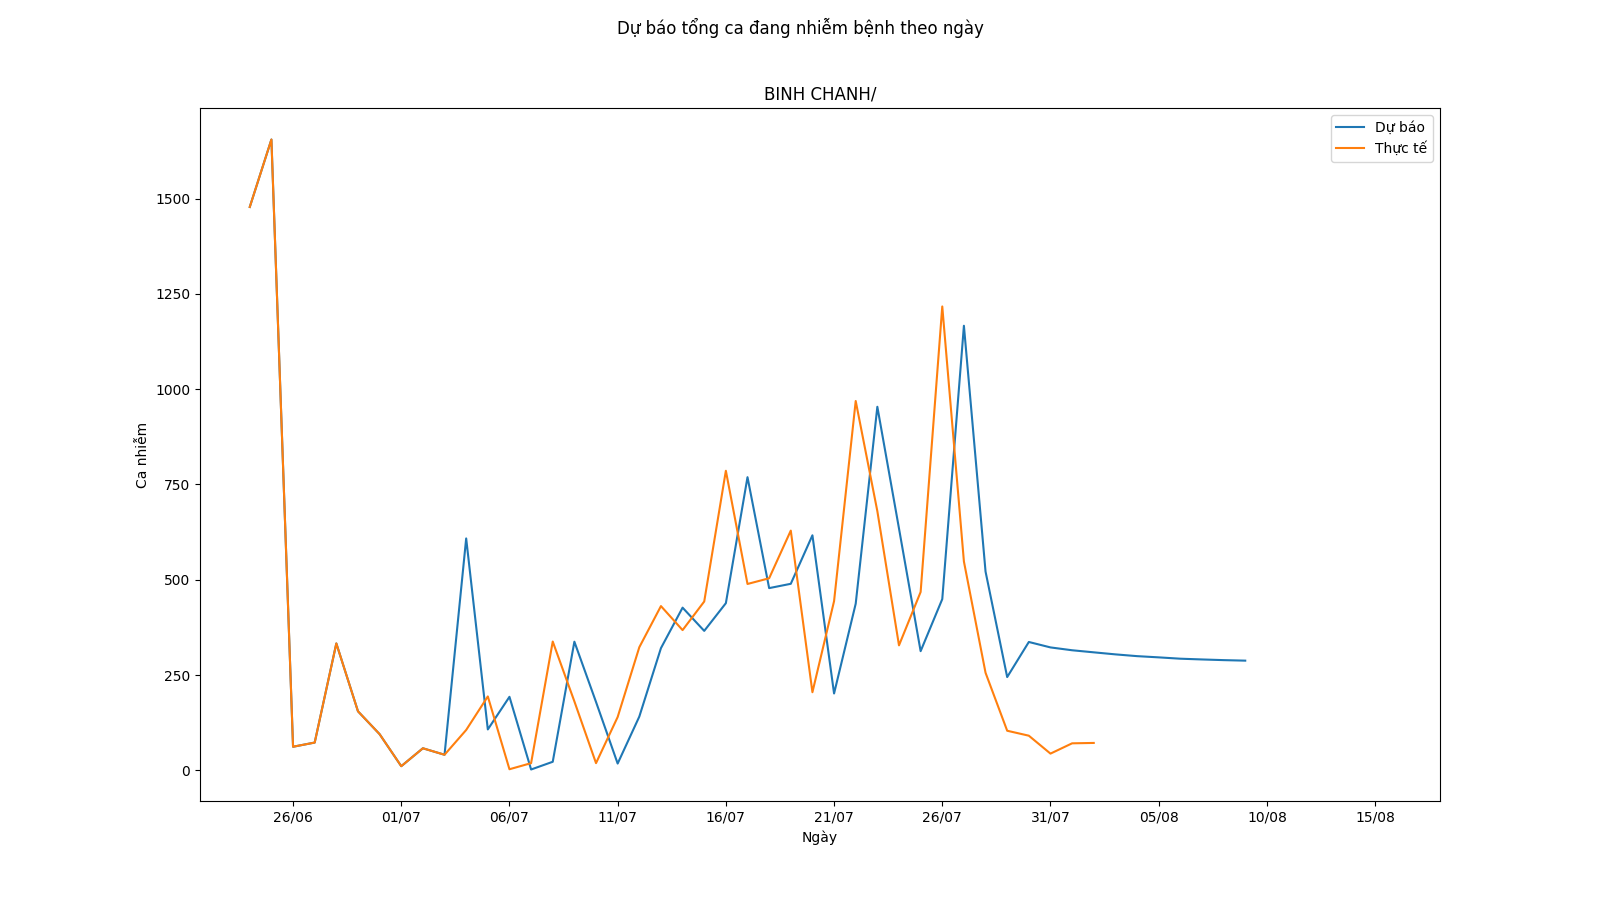 Dự báo tổng ca đang nhiễm bệnh theo ngày
BINH CHANH/
Dự báo
Thực tế
Ca nhiễm
1500
1250
1000
750
500
250
0
26/06 01/07 06/07 11/07 16/07 21/07 26/07 31/07 05/08 10/08 15/08
Ngày